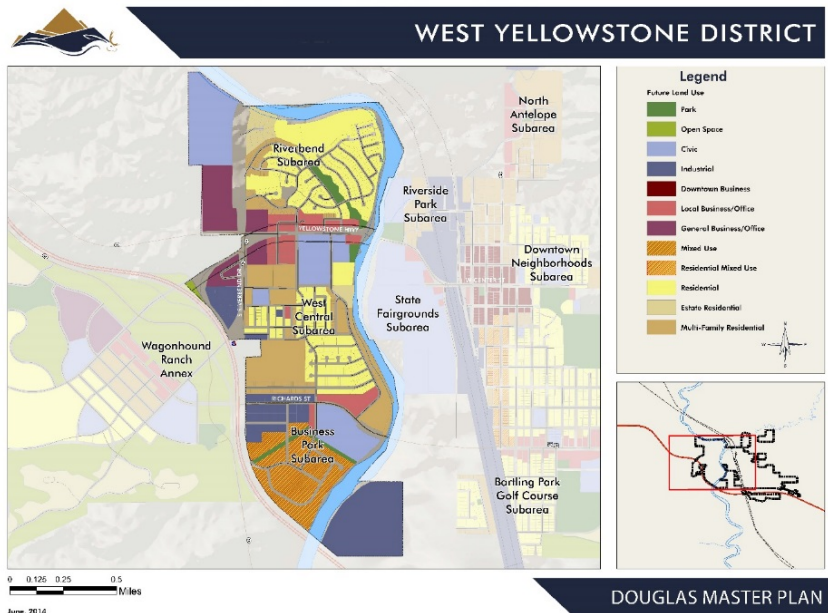 WEST YELLOWSTONE DISTRICT
North
Antelope
Subarea
Riverbend
Subarea
Riverside
Park
Subarea
YELLOWSTONE HWY
Downtown
Neighborhoods
Subarea
West
Central
Subarea
State
Fairgrounds
Subarea
Wagonhound
Ranch
Annex
RICHARDS ST
Business
Park
Subarea
Bartling Park
Golf Course
Subarea
Legend
Future Land Use
Park
Open Space
Civic
Industrial
Downtown Business
Local Business/Office
General Business/Office
Mixed Use
Residential Mixed Use
Residential
Estate Residential
Multi-Family Residential
N
W E
S
0 0.125 0.25 0.5
Miles
June, 2014
DOUGLAS MASTER PLAN